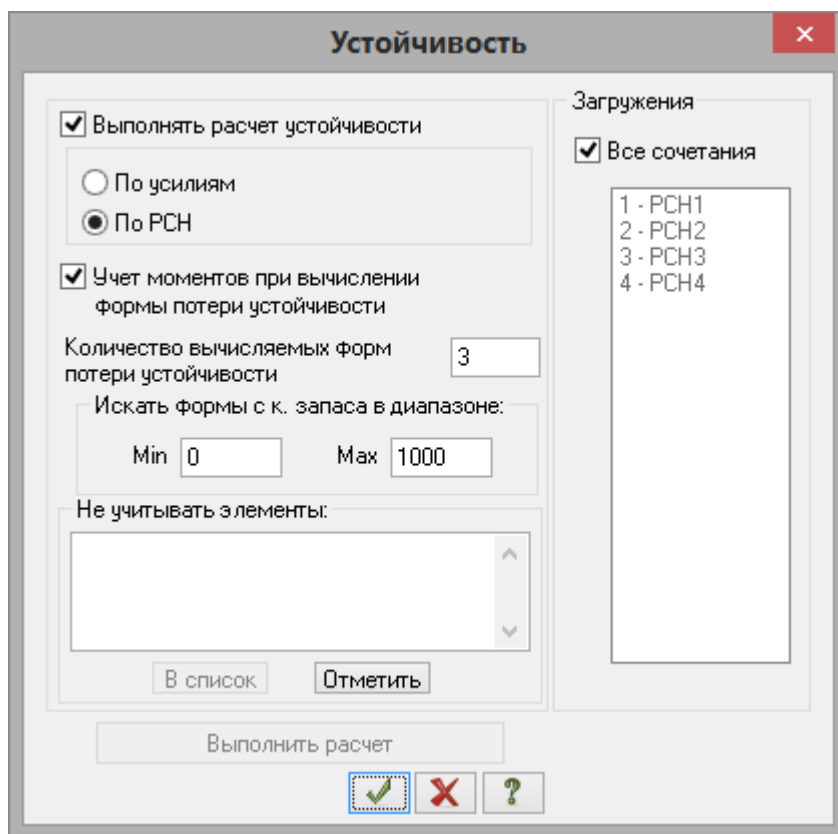 Устойчивость
Выполнять расчет устойчивости
По усилиям
По РСН
Учет моментов при вычислении
формы потери устойчивости
Количество вычисляемых форм
потери устойчивости
3
Искать формы с к. запаса в диапазоне:
Min 0 Max 1000
Не учитывать элементы:
В список Отметить
Выполнить расчет
Загружения
Все сочетания
1 - РСН1
2 - РСН2
3 - РСН3
4 - РСН4